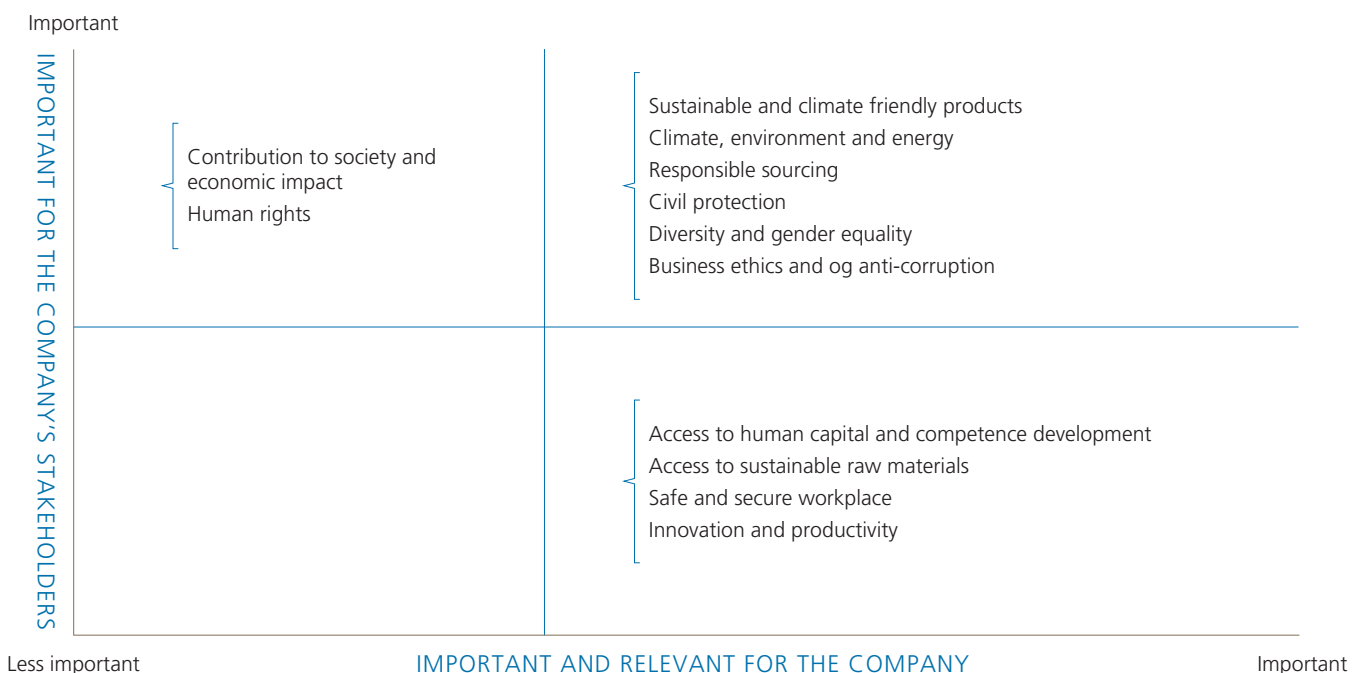 Important
IMPORTANT FOR THE COMPANY'S STAKEHOLDERS
Contribution to society and
economic impact
Human rights
Sustainable and climate friendly products
Climate, environment and energy
Responsible sourcing
Civil protection
Diversity and gender equality
Business ethics and og anti-corruption
Access to human capital and competence development
Access to sustainable raw materials
Safe and secure workplace
Innovation and productivity
Less important
IMPORTANT AND RELEVANT FOR THE COMPANY
Important